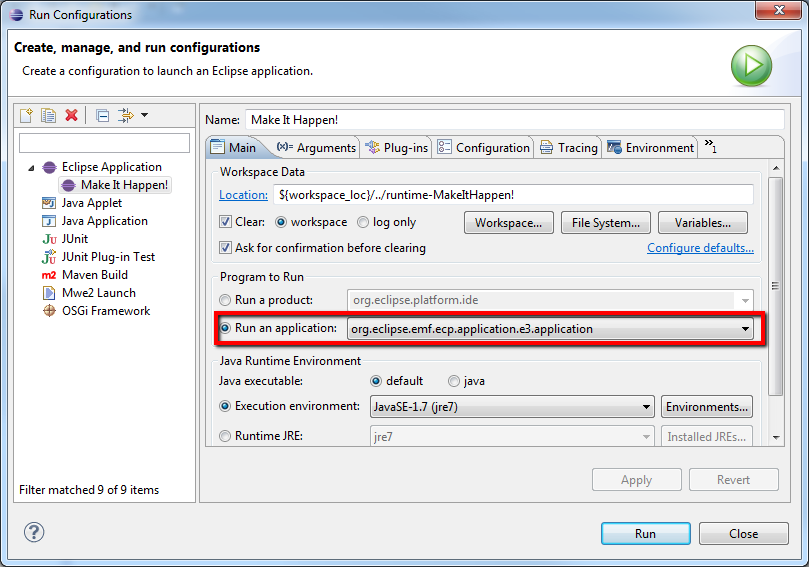 Run Configurations
Create, manage, and run configurations
Create a configuration to launch an Eclipse application.
Eclipse Application
Make It Happen!
Java Applet
Java Application
JUnit
JUnit Plug-in Test
Maven Build
Mwe2 Launch
OSGi Framework
Filter matched 9 of 9 items
Name: Make It Happen!
Main (x)= Arguments Plug-ins Configuration Tracing Environment »1
Workspace Data
Location: ${workspace_loc}/../runtime-MakeItHappen!
Clear: workspace log only Workspace... File System... Variables...
Ask for confirmation before clearing Configure defaults...
Program to Run
Run a product: org.eclipse.platform.ide
Run an application: org.eclipse.emf.ecp.application.e3.application
Java Runtime Environment
Java executable: default java
Execution environment: JavaSE-1.7 (jre7) Environments...
Runtime JRE: jre7 Installed JREs...
Apply Revert
? Run Close